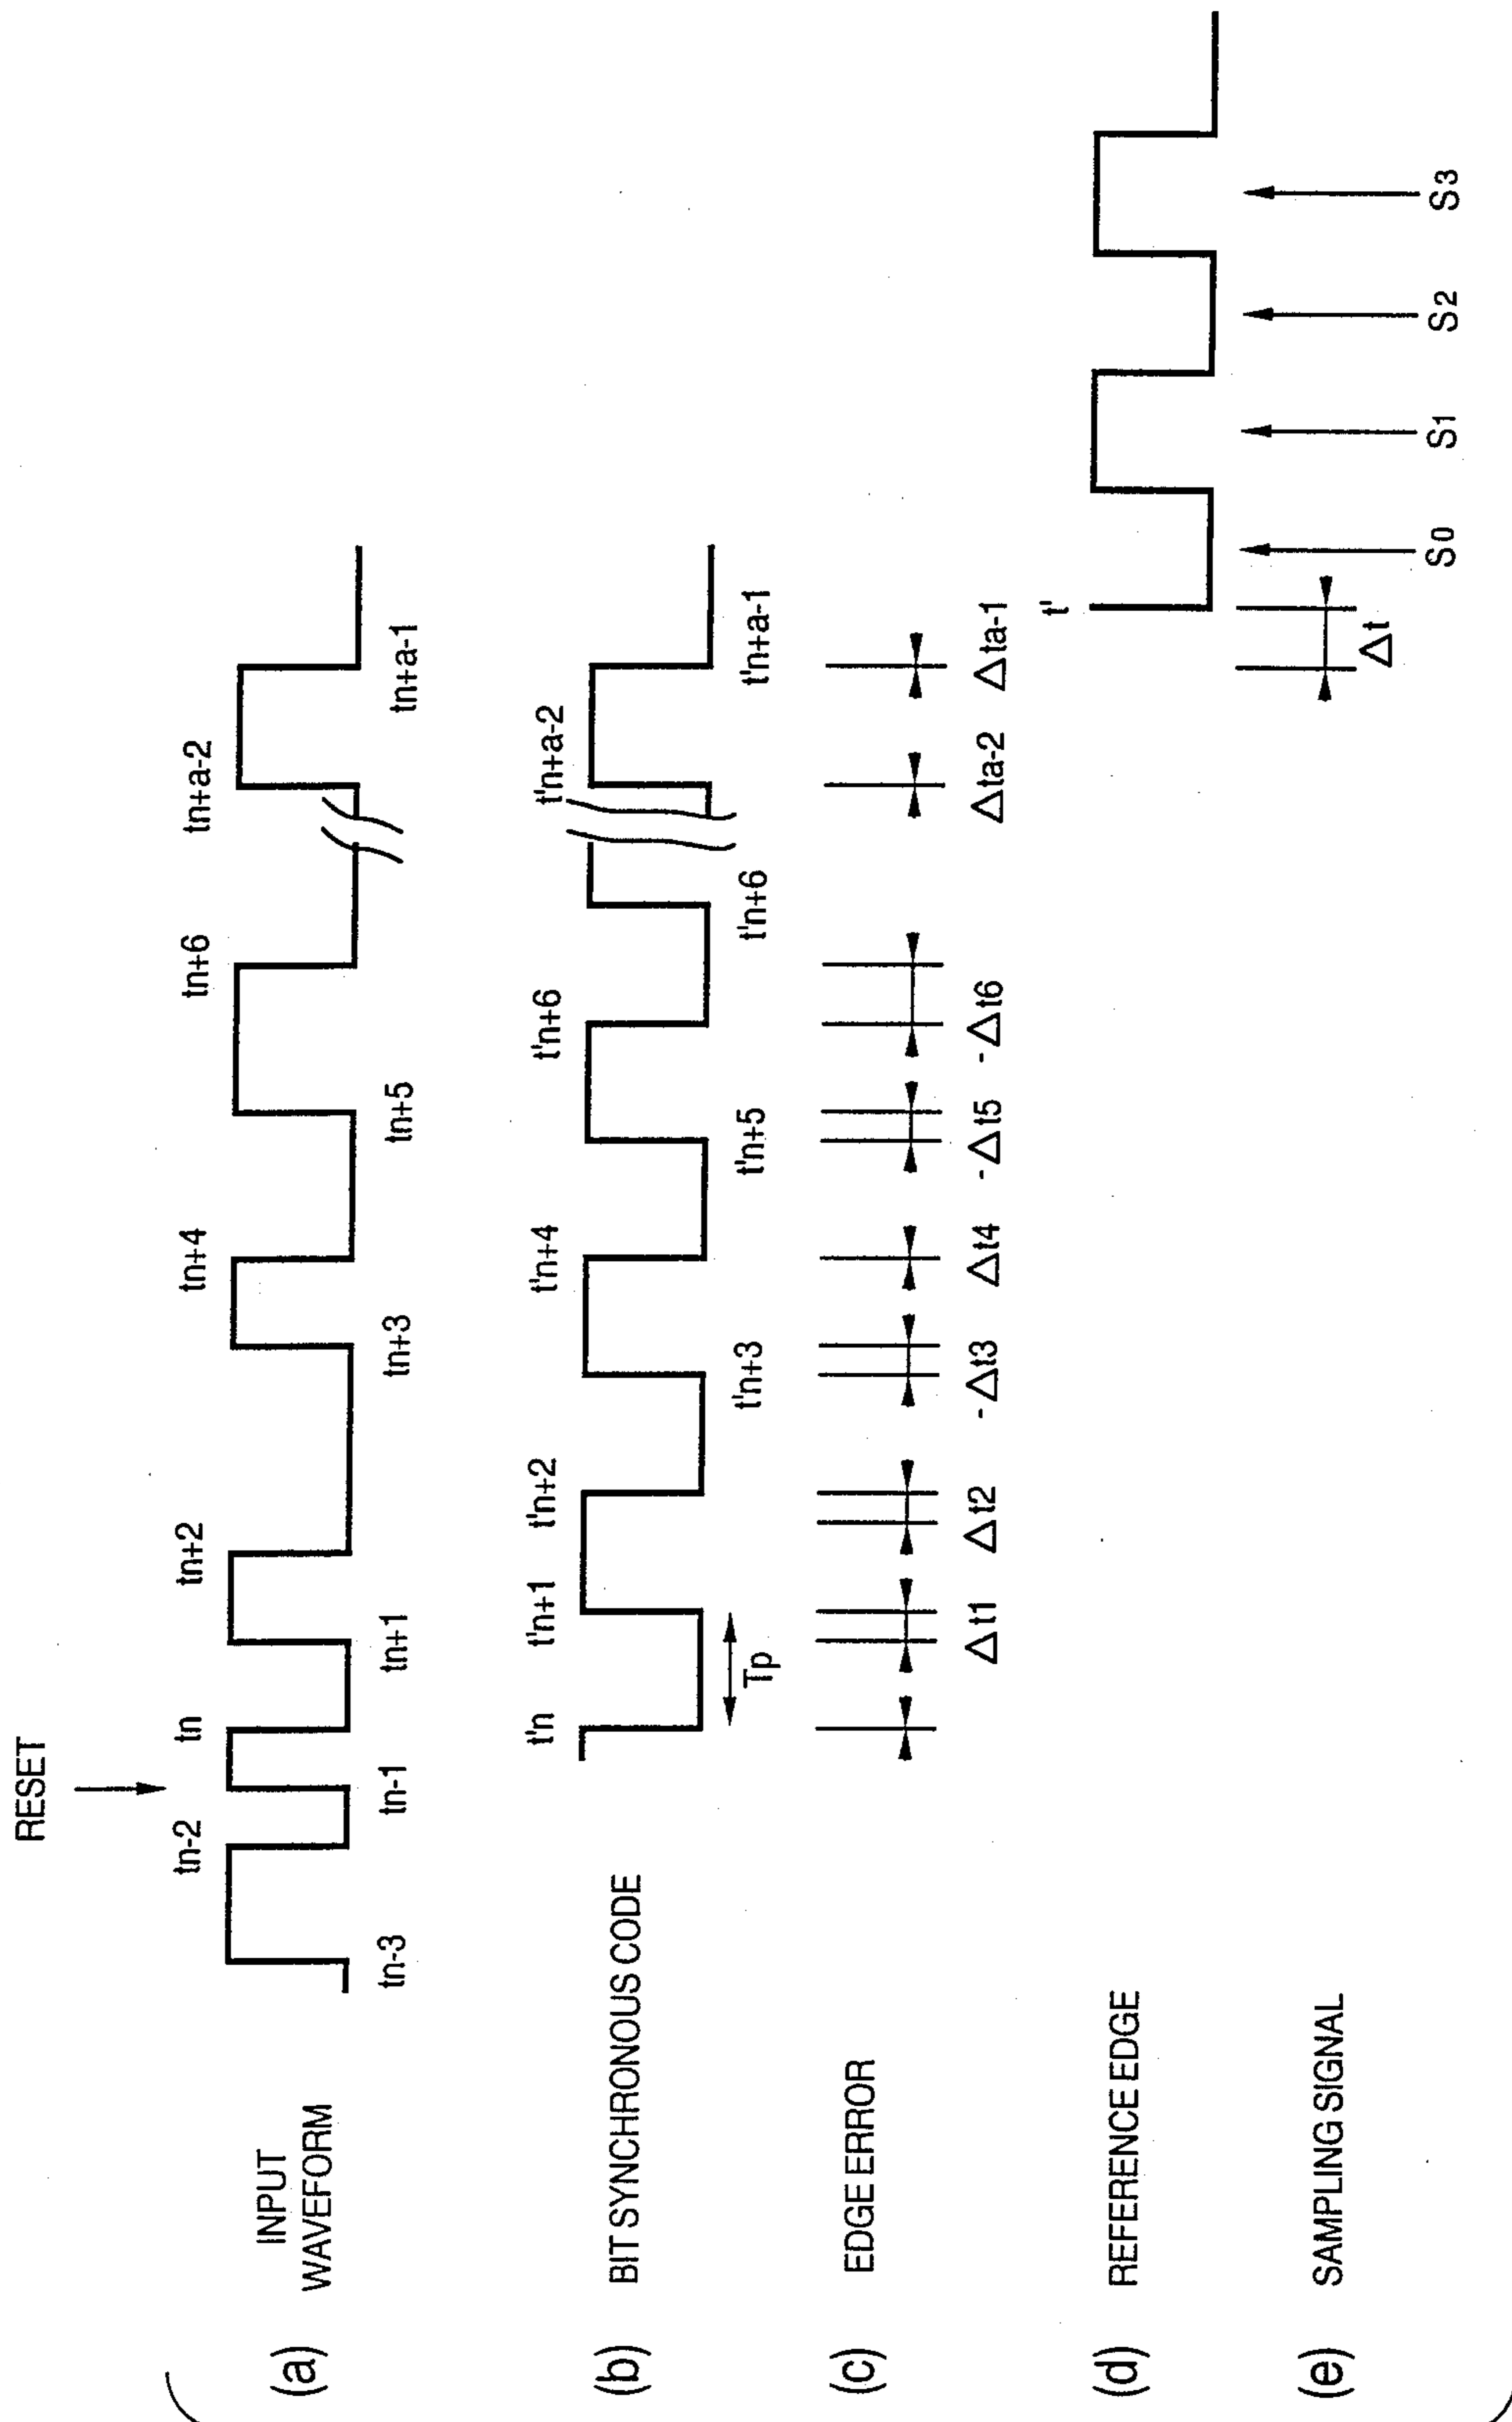 RESET
(a) INPUT WAVEFORM
tn-3
tn-2
tn-1
tn
tn+1
tn+2
tn+3
tn+4
tn+5
tn+6
tn+a-2
tn+a-1
(b) BIT SYNCHRONOUS CODE
t'n
Tp
t'n+1
t'n+2
t'n+3
t'n+4
t'n+5
t'n+6
t'n+6
t'n+a-2
t'n+a-1
(c) EDGE ERROR
Δt1
Δt2
-Δt3
Δt4
-Δt5
-Δt6
Δta-2
Δta-1
(d) REFERENCE EDGE
t'
(e) SAMPLING SIGNAL
Δt
S0
S1
S2
S3